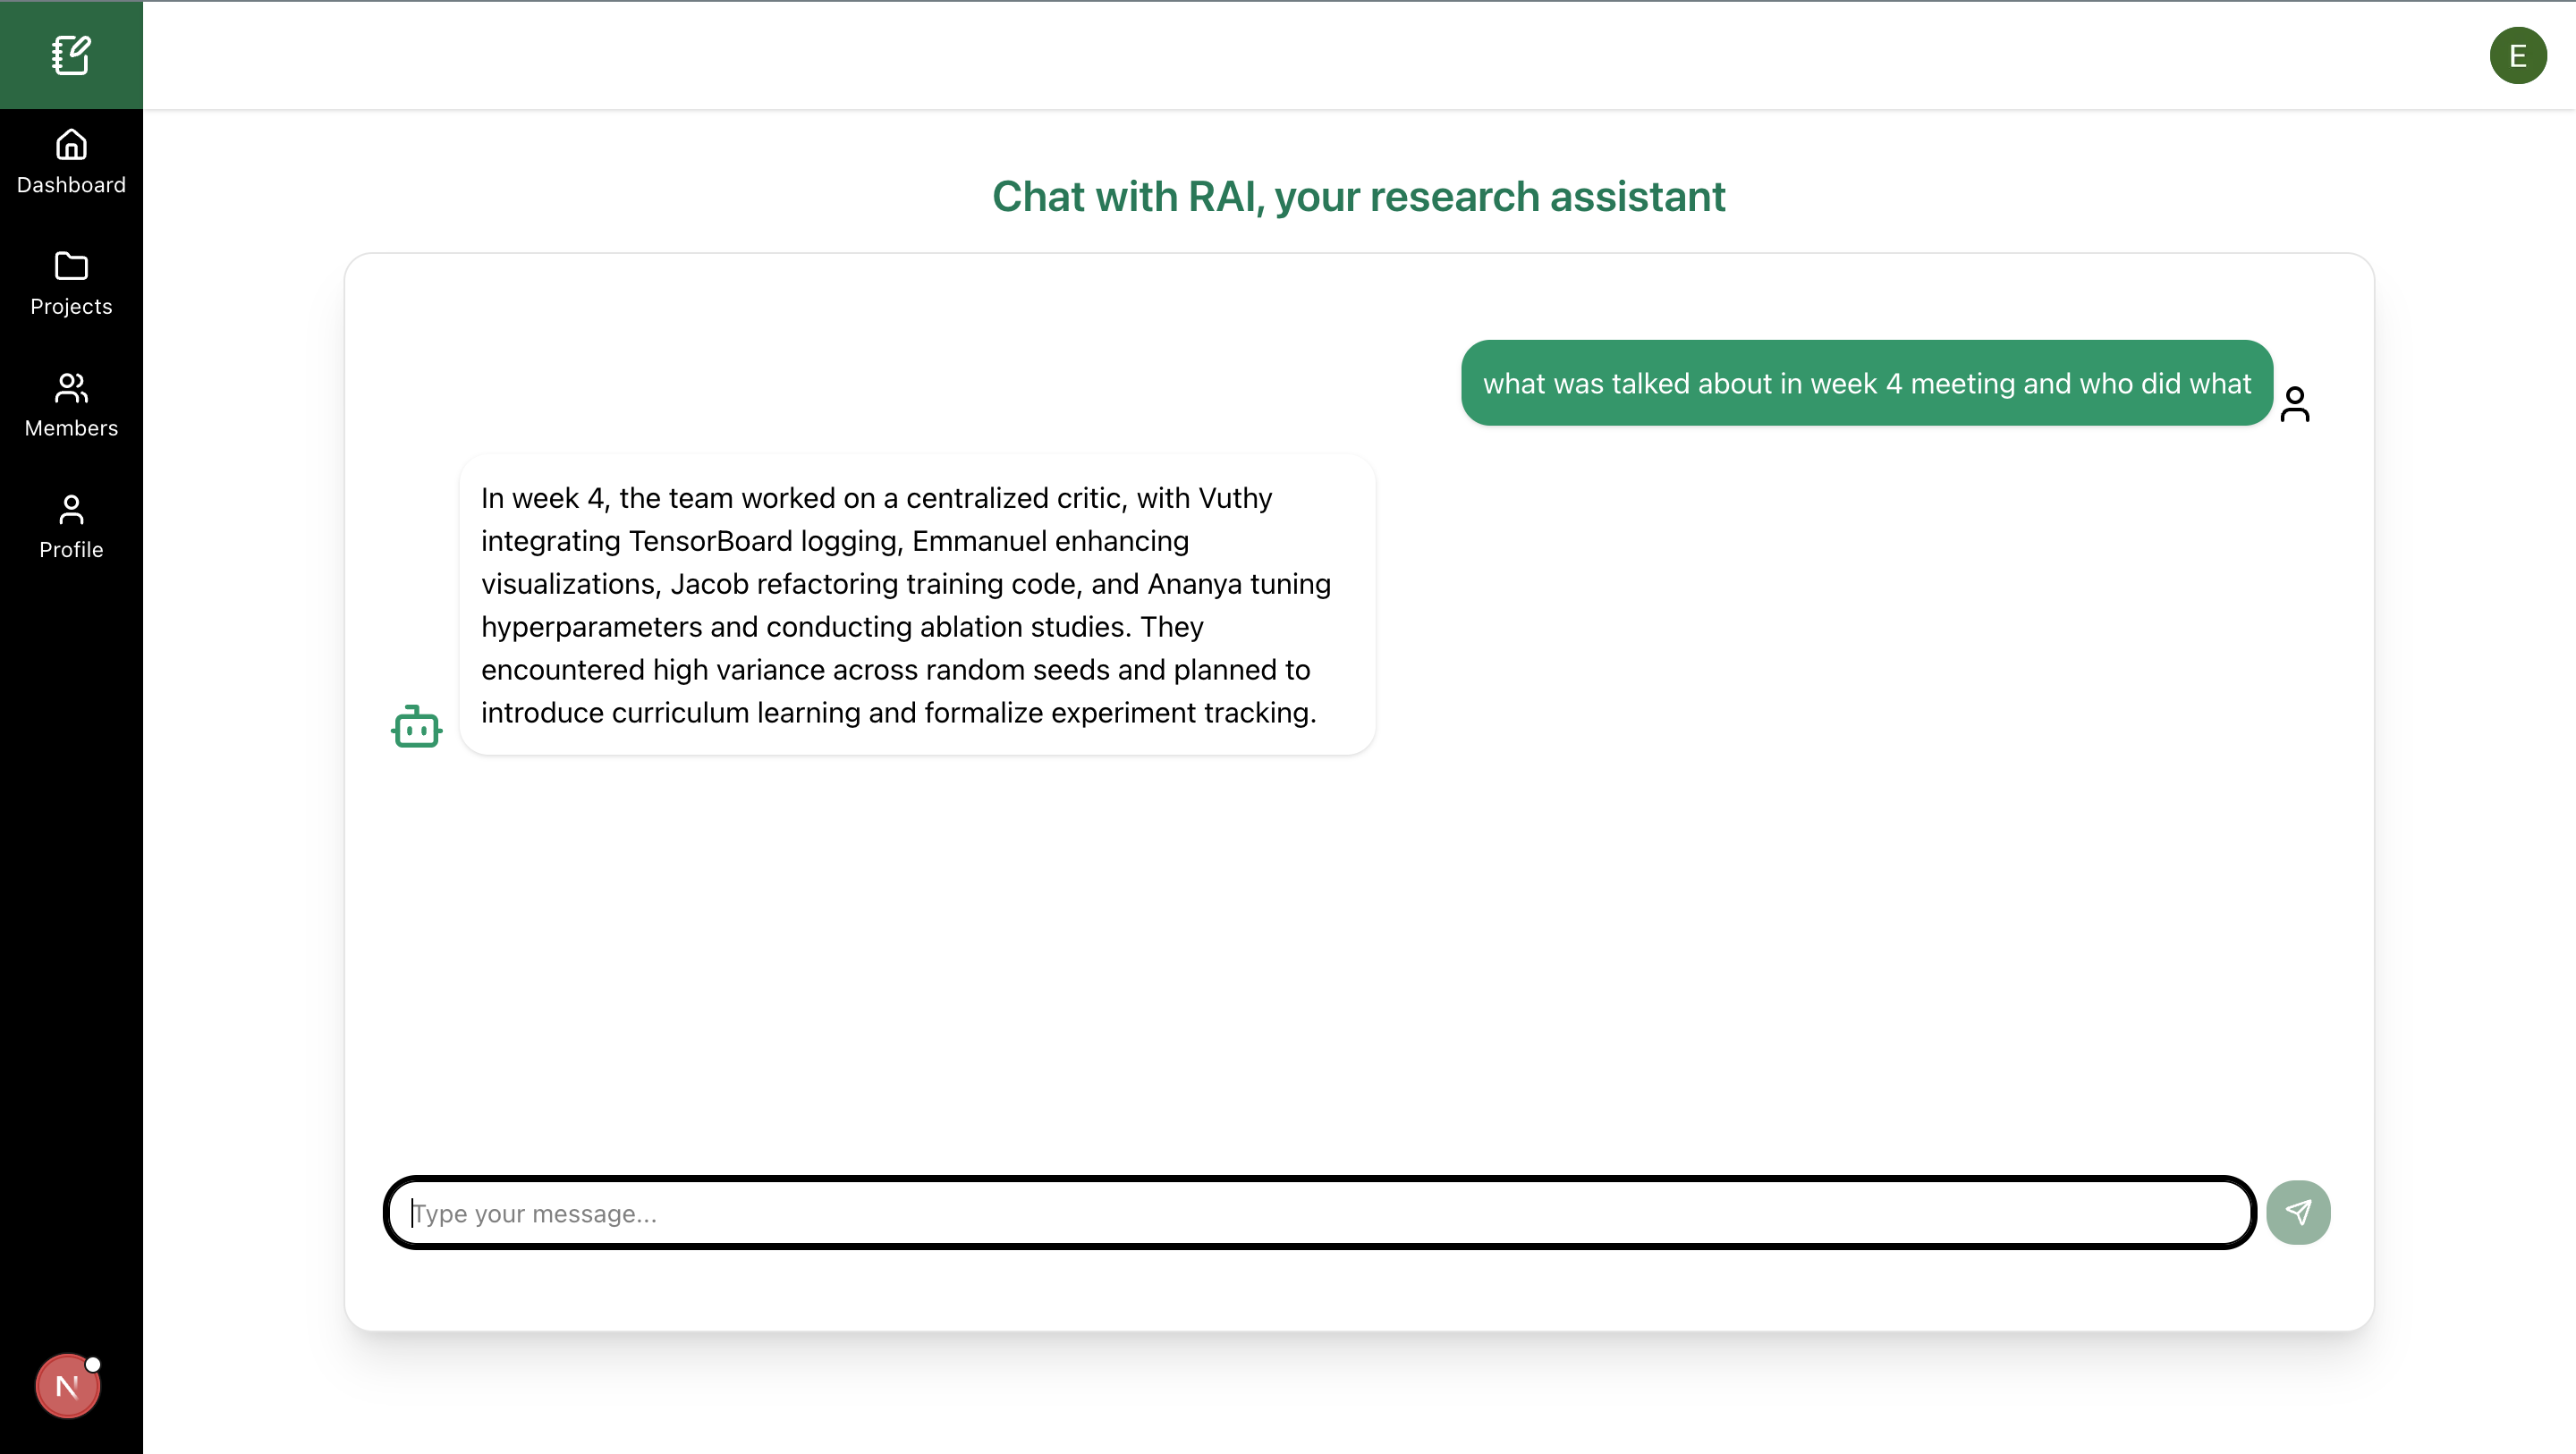 E
Dashboard
Projects
Members
Profile
N
Chat with RAI, your research assistant
what was talked about in week 4 meeting and who did what
In week 4, the team worked on a centralized critic, with Vuthy
integrating TensorBoard logging, Emmanuel enhancing
visualizations, Jacob refactoring training code, and Ananya tuning
hyperparameters and conducting ablation studies. They
encountered high variance across random seeds and planned to
introduce curriculum learning and formalize experiment tracking.
Type your message...